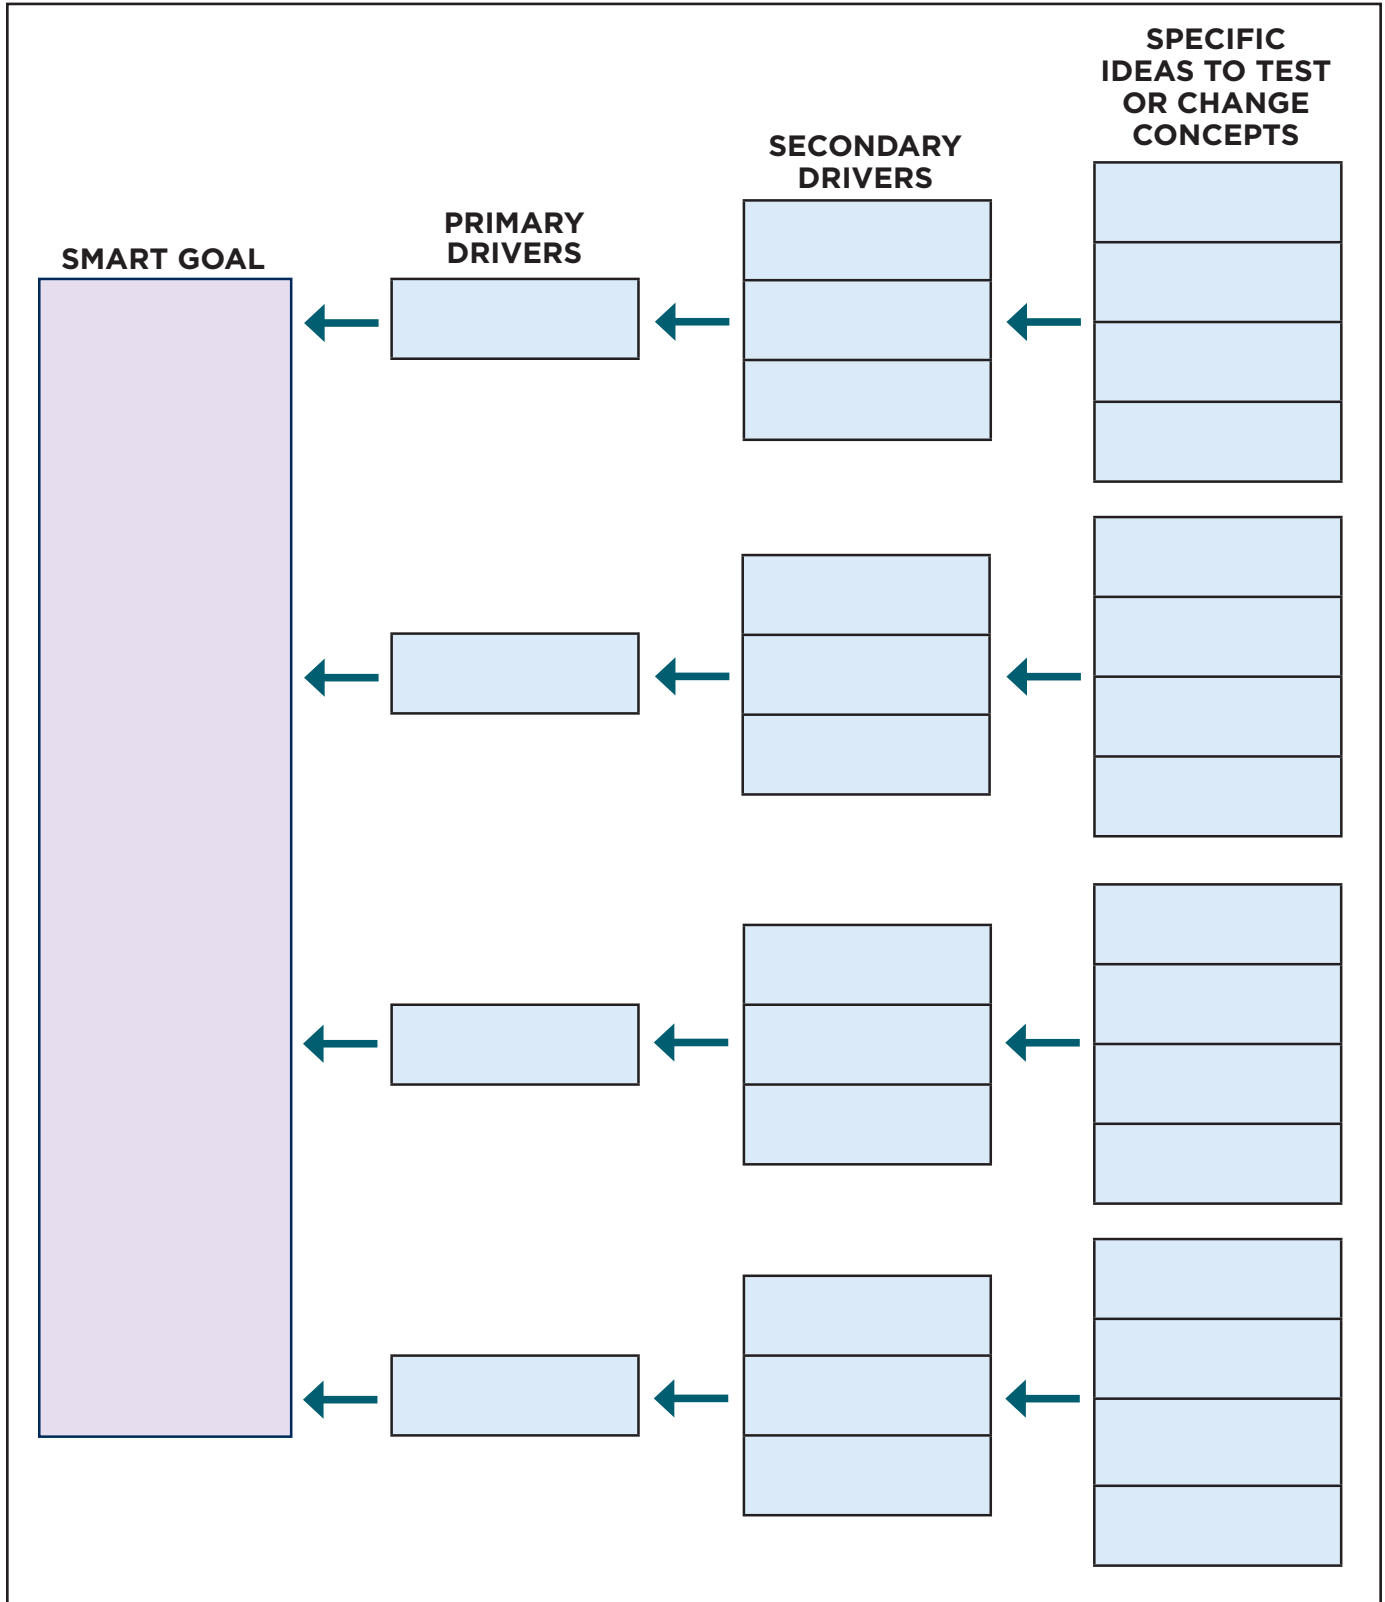 SMART GOAL
PRIMARY
DRIVERS
SECONDARY
DRIVERS
SPECIFIC
IDEAS TO TEST
OR CHANGE
CONCEPTS